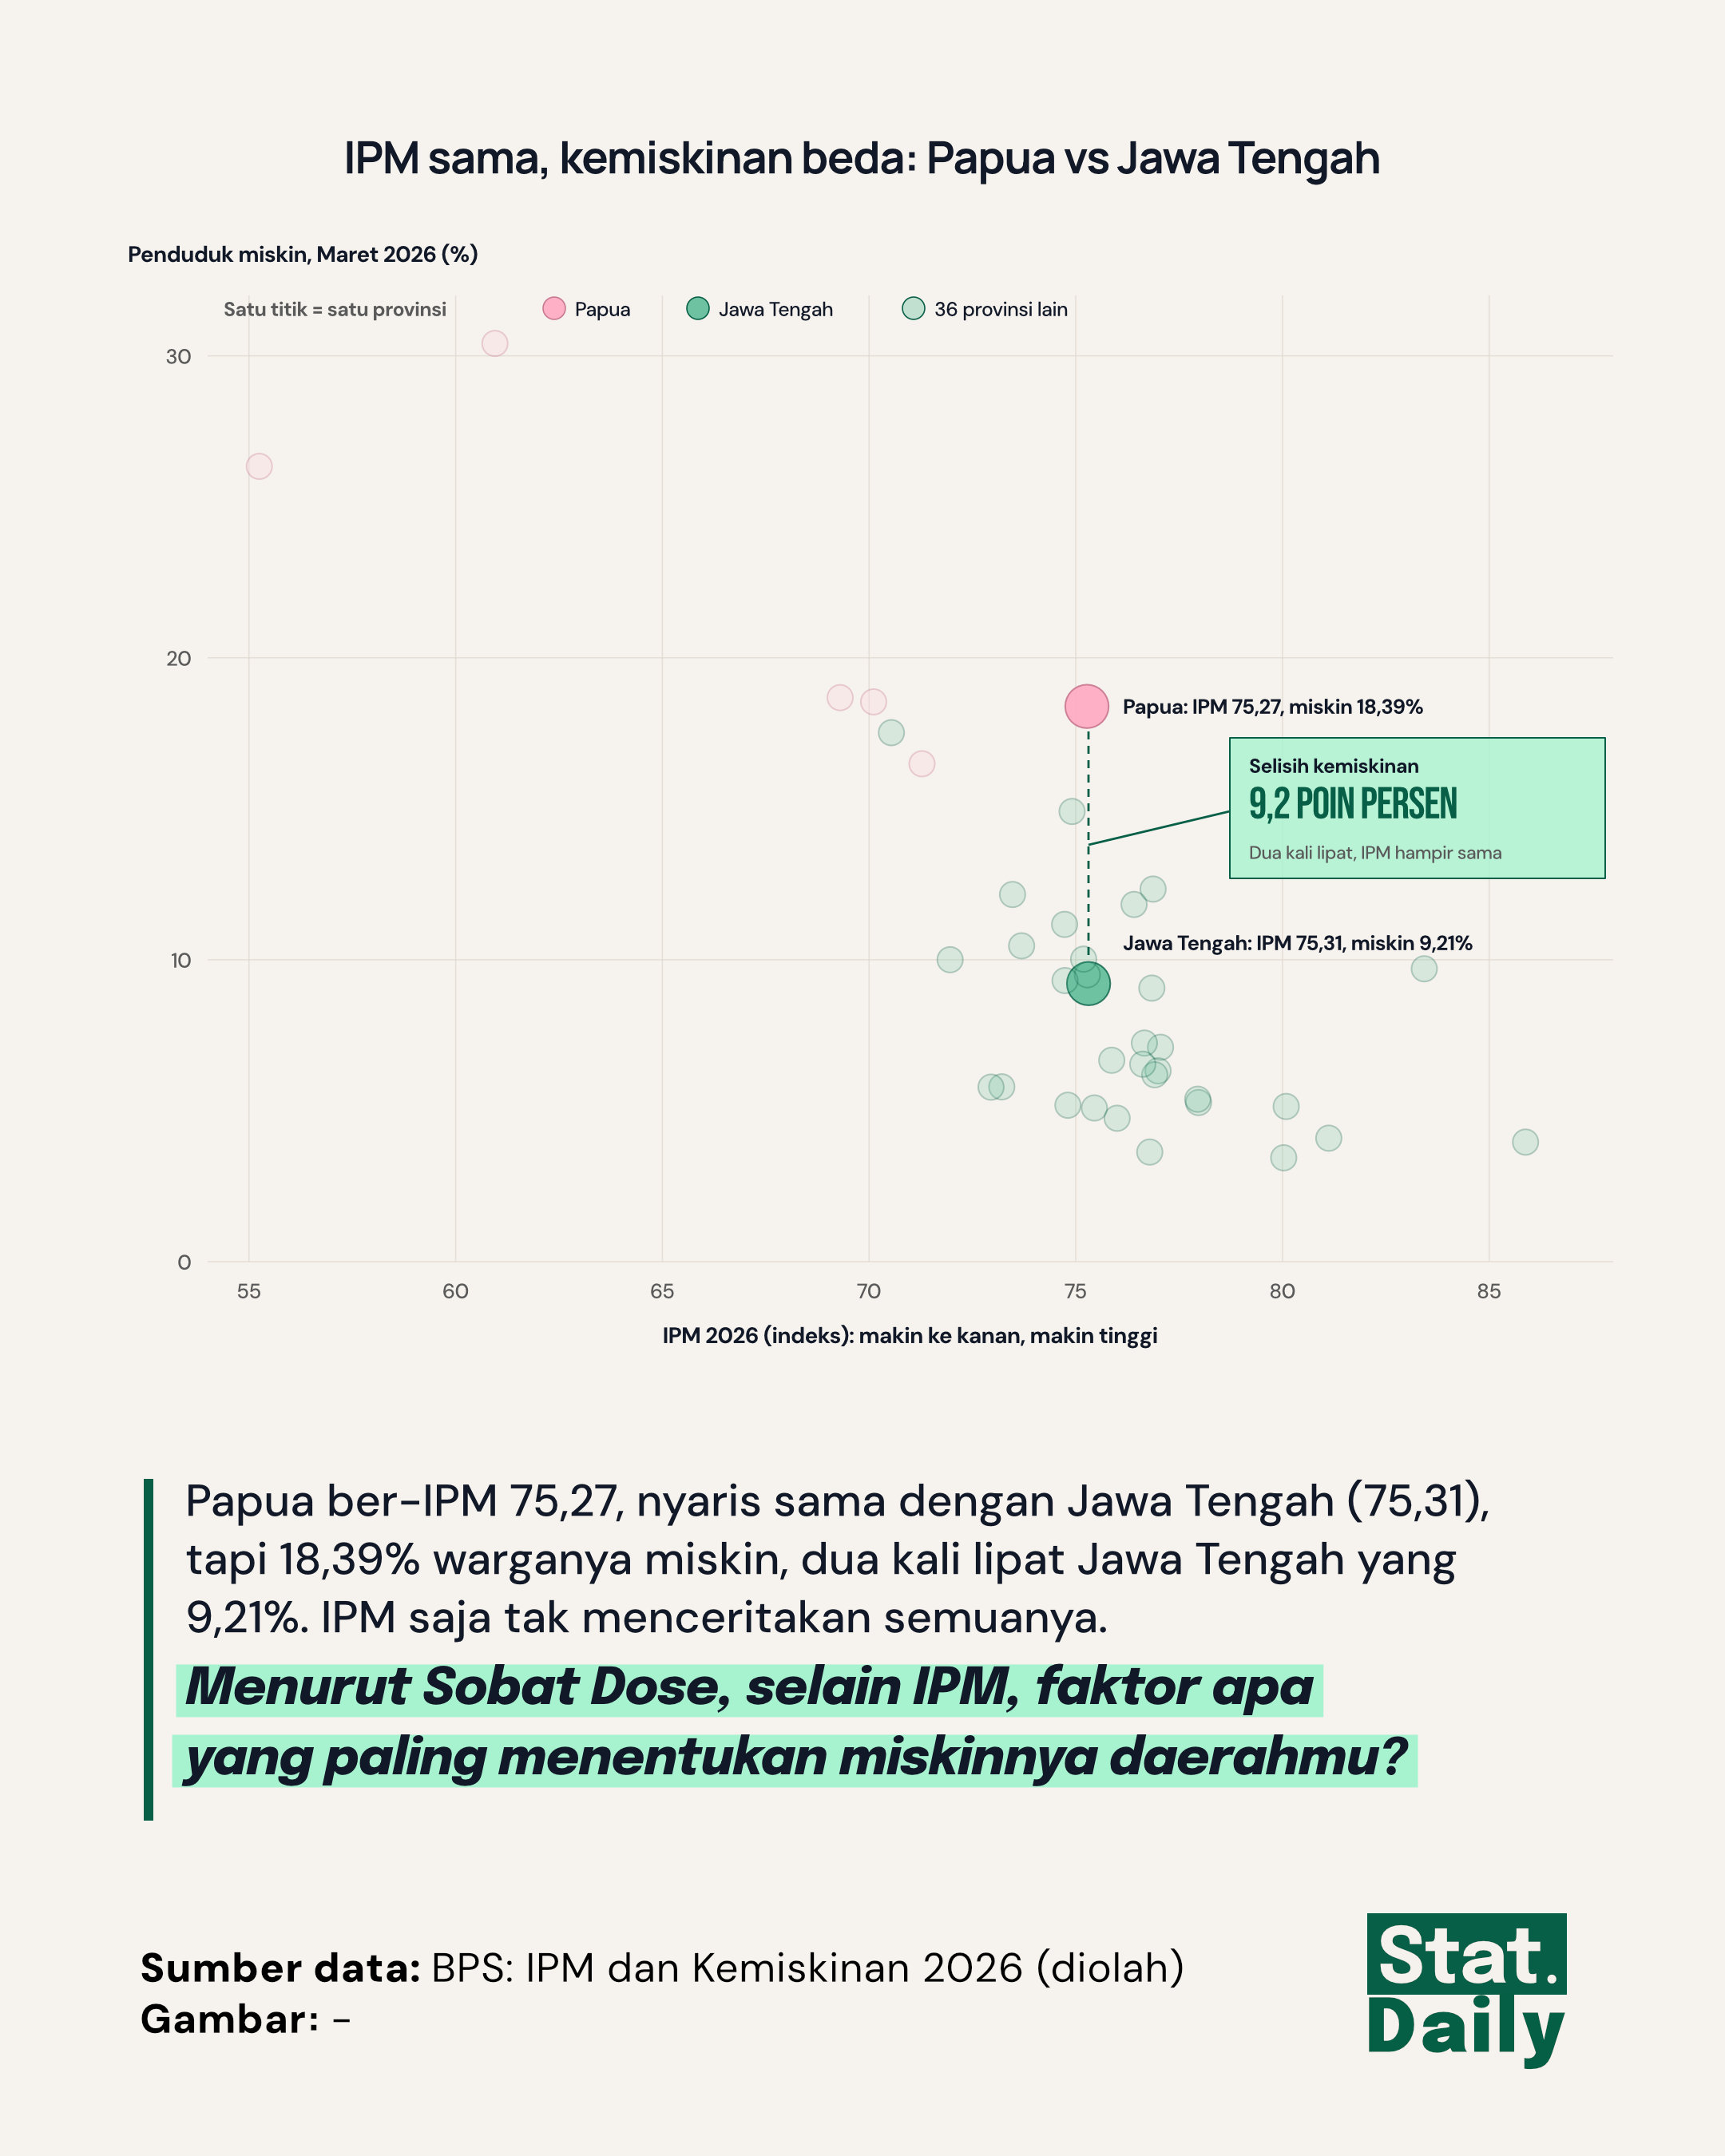 IPM sama, kemiskinan beda: Papua vs Jawa Tengah
Penduduk miskin, Maret 2026 (%)
Satu titik = satu provinsi
Papua
Jawa Tengah
36 provinsi lain
30
20
10
0
Papua: IPM 75,27, miskin 18,39%
Selisih kemiskinan
9,2 POIN PERSEN
Dua kali lipat, IPM hampir sama
Jawa Tengah: IPM 75,31, miskin 9,21%
55
60
65
70
75
80
85
IPM 2026 (indeks): makin ke kanan, makin tinggi
Papua ber-IPM 75,27, nyaris sama dengan Jawa Tengah (75,31),
tapi 18,39% warganya miskin, dua kali lipat Jawa Tengah yang
9,21%. IPM saja tak menceritakan semuanya.
Menurut Sobat Dose, selain IPM, faktor apa
yang paling menentukan miskinnya daerahmu?
Sumber data: BPS: IPM dan Kemiskinan 2026 (diolah)
Gambar: -
Stat.
Daily